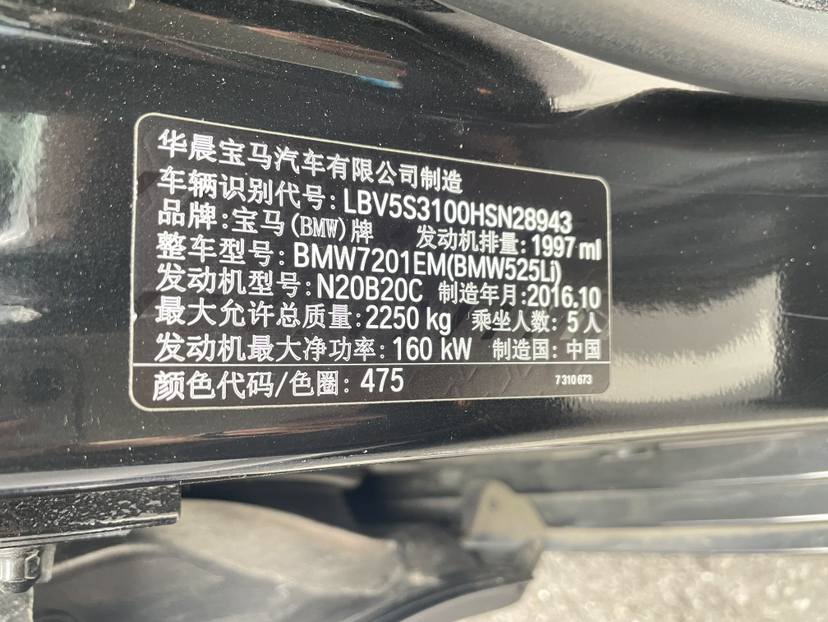 华晨宝马汽车有限公司制造
车辆识别代号: LBV5S3100HSN28943
品牌: 宝马(BMW)牌 发动机排量: 1997 ml
整车型号: BMW7201EM(BMW525Li)
发动机型号: N20B20C 制造年月: 2016.10
最大允许总质量: 2250 kg 乘坐人数: 5 人
发动机最大净功率: 160 kW 制造国: 中国
颜色代码/色圈: 475 7 310 673